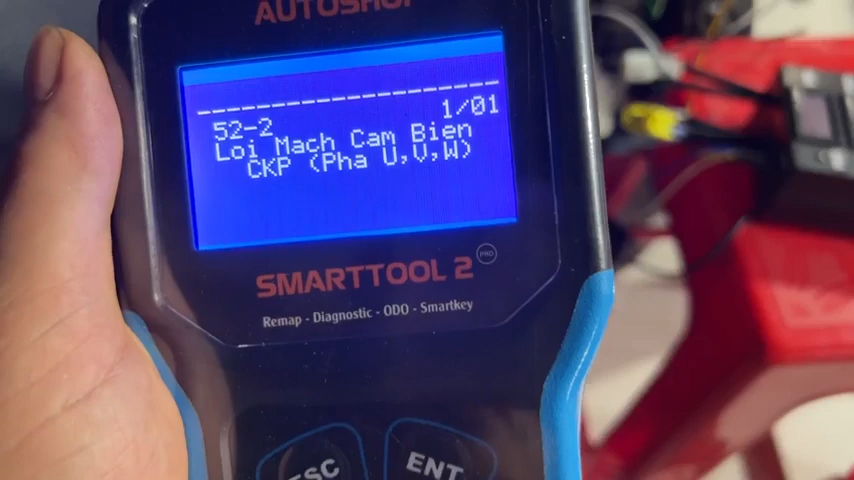 AUTOSHOP
1/01
52-2
Loi Mach Cam Bien
CKP (Pha U,V,W)
SMARTTOOL 2 PRO
Remap - Diagnostic - ODO - Smartkey
ESC
ENT